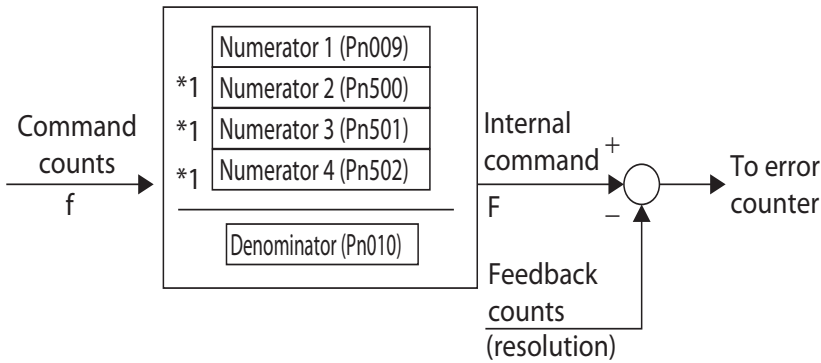 Command
counts
f
Numerator 1 (Pn009)
*1 Numerator 2 (Pn500)
*1 Numerator 3 (Pn501)
*1 Numerator 4 (Pn502)
Denominator (Pn010)
Internal
command
F
+
−
To error
counter
Feedback
counts
(resolution)